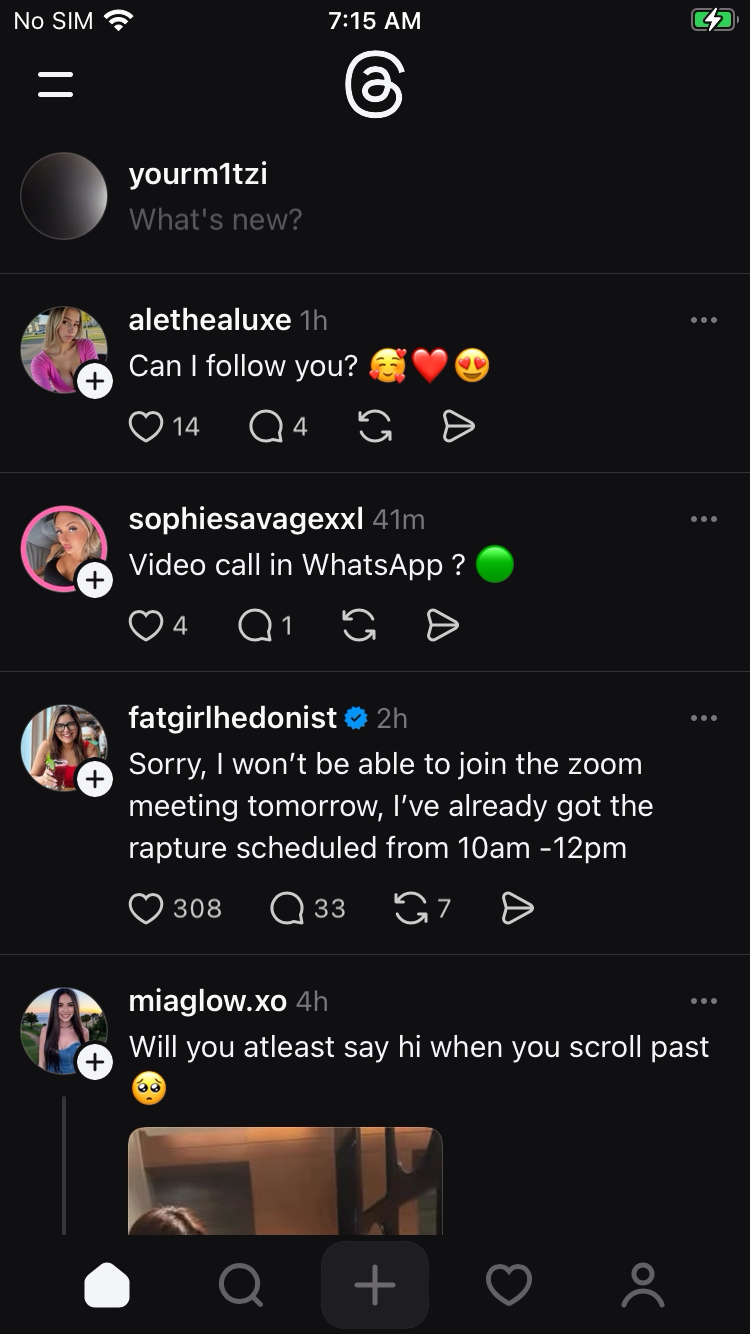 No SIM 7:15 AM
yourm1tzi
What's new?
alethealuxe 1h
Can I follow you? 🥰❤️😍
14 4
sophiesavagexxl 41m
Video call in WhatsApp ? 🟢
4 1
fatgirlhedonist 2h
Sorry, I won’t be able to join the zoom
meeting tomorrow, I’ve already got the
rapture scheduled from 10am -12pm
308 33 7
miaglow.xo 4h
Will you atleast say hi when you scroll past
🥺